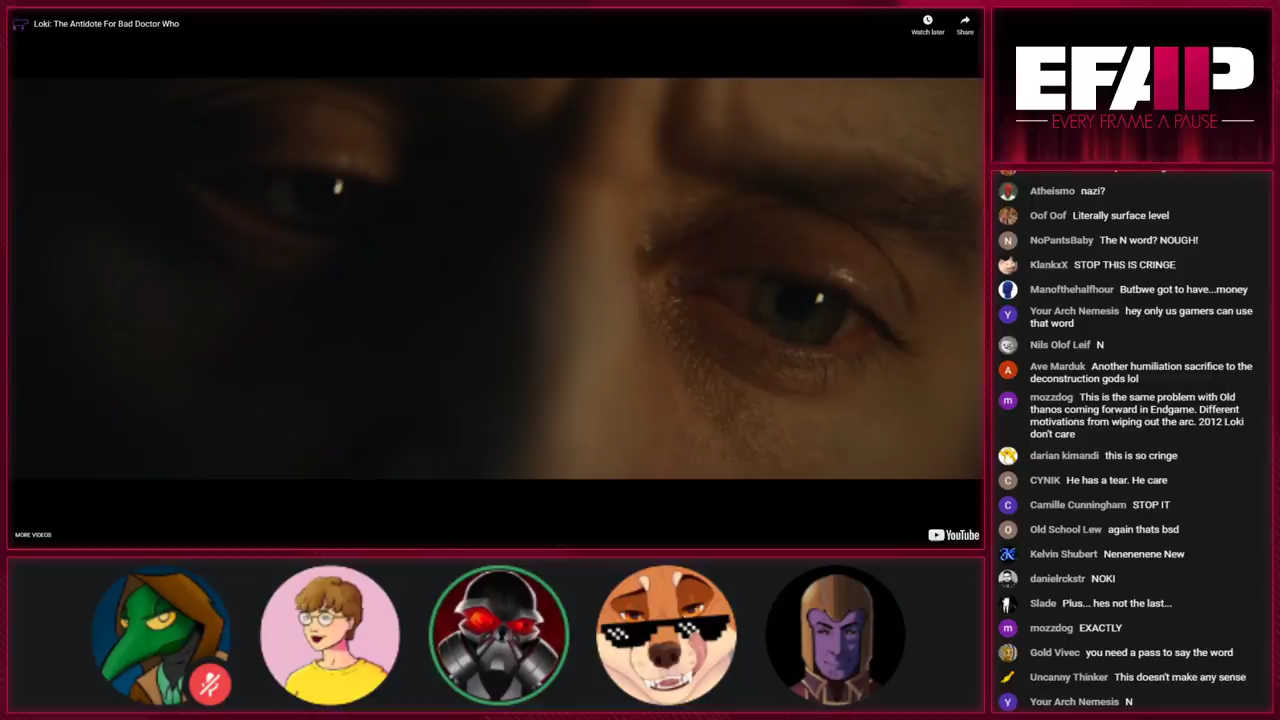 Loki: The Antidote For Bad Doctor Who
Watch later
Share
MORE VIDEOS
YouTube
EFAP
EVERY FRAME A PAUSE
Atheismo nazi?
Oof Oof Literally surface level
N
NoPantsBaby The N word? NOUGH!
KlankxX STOP THIS IS CRINGE
Manofthehalfhour Butbwe got to have...money
Y
Your Arch Nemesis hey only us gamers can use
that word
Nils Olof Leif N
A
Ave Marduk Another humiliation sacrifice to the
deconstruction gods lol
m
mozzdog This is the same problem with Old
thanos coming forward in Endgame. Different
motivations from wiping out the arc. 2012 Loki
don't care
darian kimandi this is so cringe
C
CYNIK He has a tear. He care
C
Camille Cunningham STOP IT
O
Old School Lew again thats bsd
Kelvin Shubert Nenenenene New
danielrckstr NOKI
Slade Plus... hes not the last...
m
mozzdog EXACTLY
Gold Vivec you need a pass to say the word
Uncanny Thinker This doesn't make any sense
Y
Your Arch Nemesis N